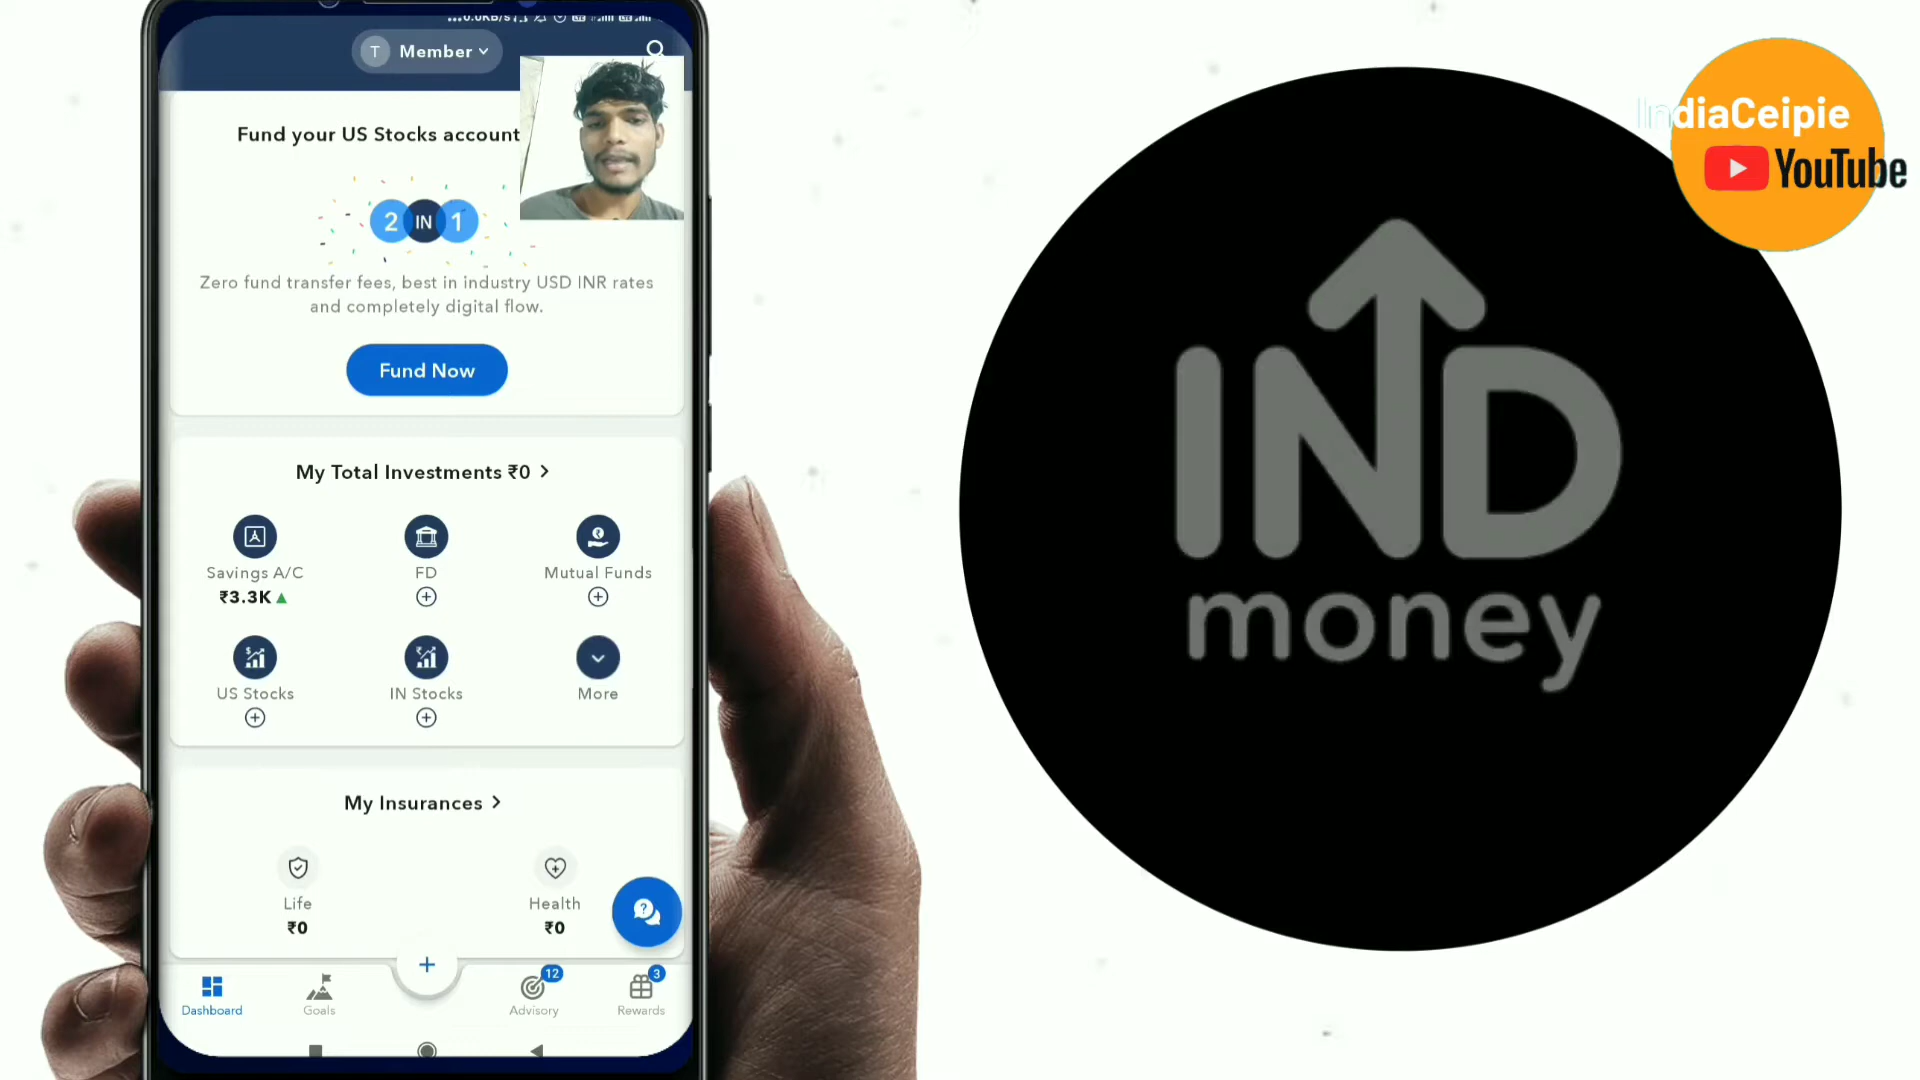 ...0.0KB/s
T Member
Fund your US Stocks account
2 IN 1
Zero fund transfer fees, best in industry USD INR rates
and completely digital flow.
Fund Now
My Total Investments ₹0 >
Savings A/C
FD
Mutual Funds
₹3.3K
US Stocks
IN Stocks
More
My Insurances >
Life
Health
₹0
₹0
12
3
Dashboard
Goals
Advisory
Rewards
IndiaCeipie
YouTube
IND
money